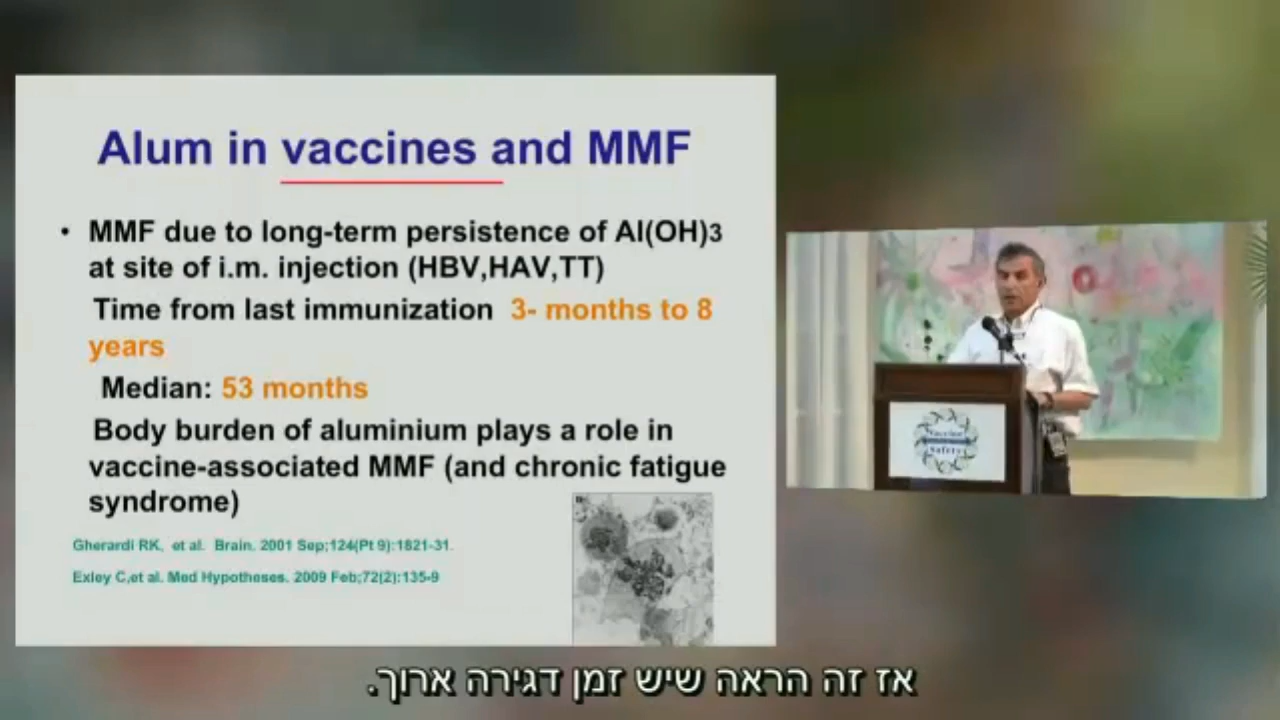 Alum in vaccines and MMF
• MMF due to long-term persistence of Al(OH)3
at site of i.m. injection (HBV,HAV,TT)
Time from last immunization 3- months to 8
years
Median: 53 months
Body burden of aluminium plays a role in
vaccine-associated MMF (and chronic fatigue
syndrome)
Gherardi RK, et al. Brain. 2001 Sep;124(Pt 9):1821-31.
Exley C,et al. Med Hypotheses. 2009 Feb;72(2):135-9
Vaccine
Safety
אז זה הראה שיש זמן דגירה ארוך.